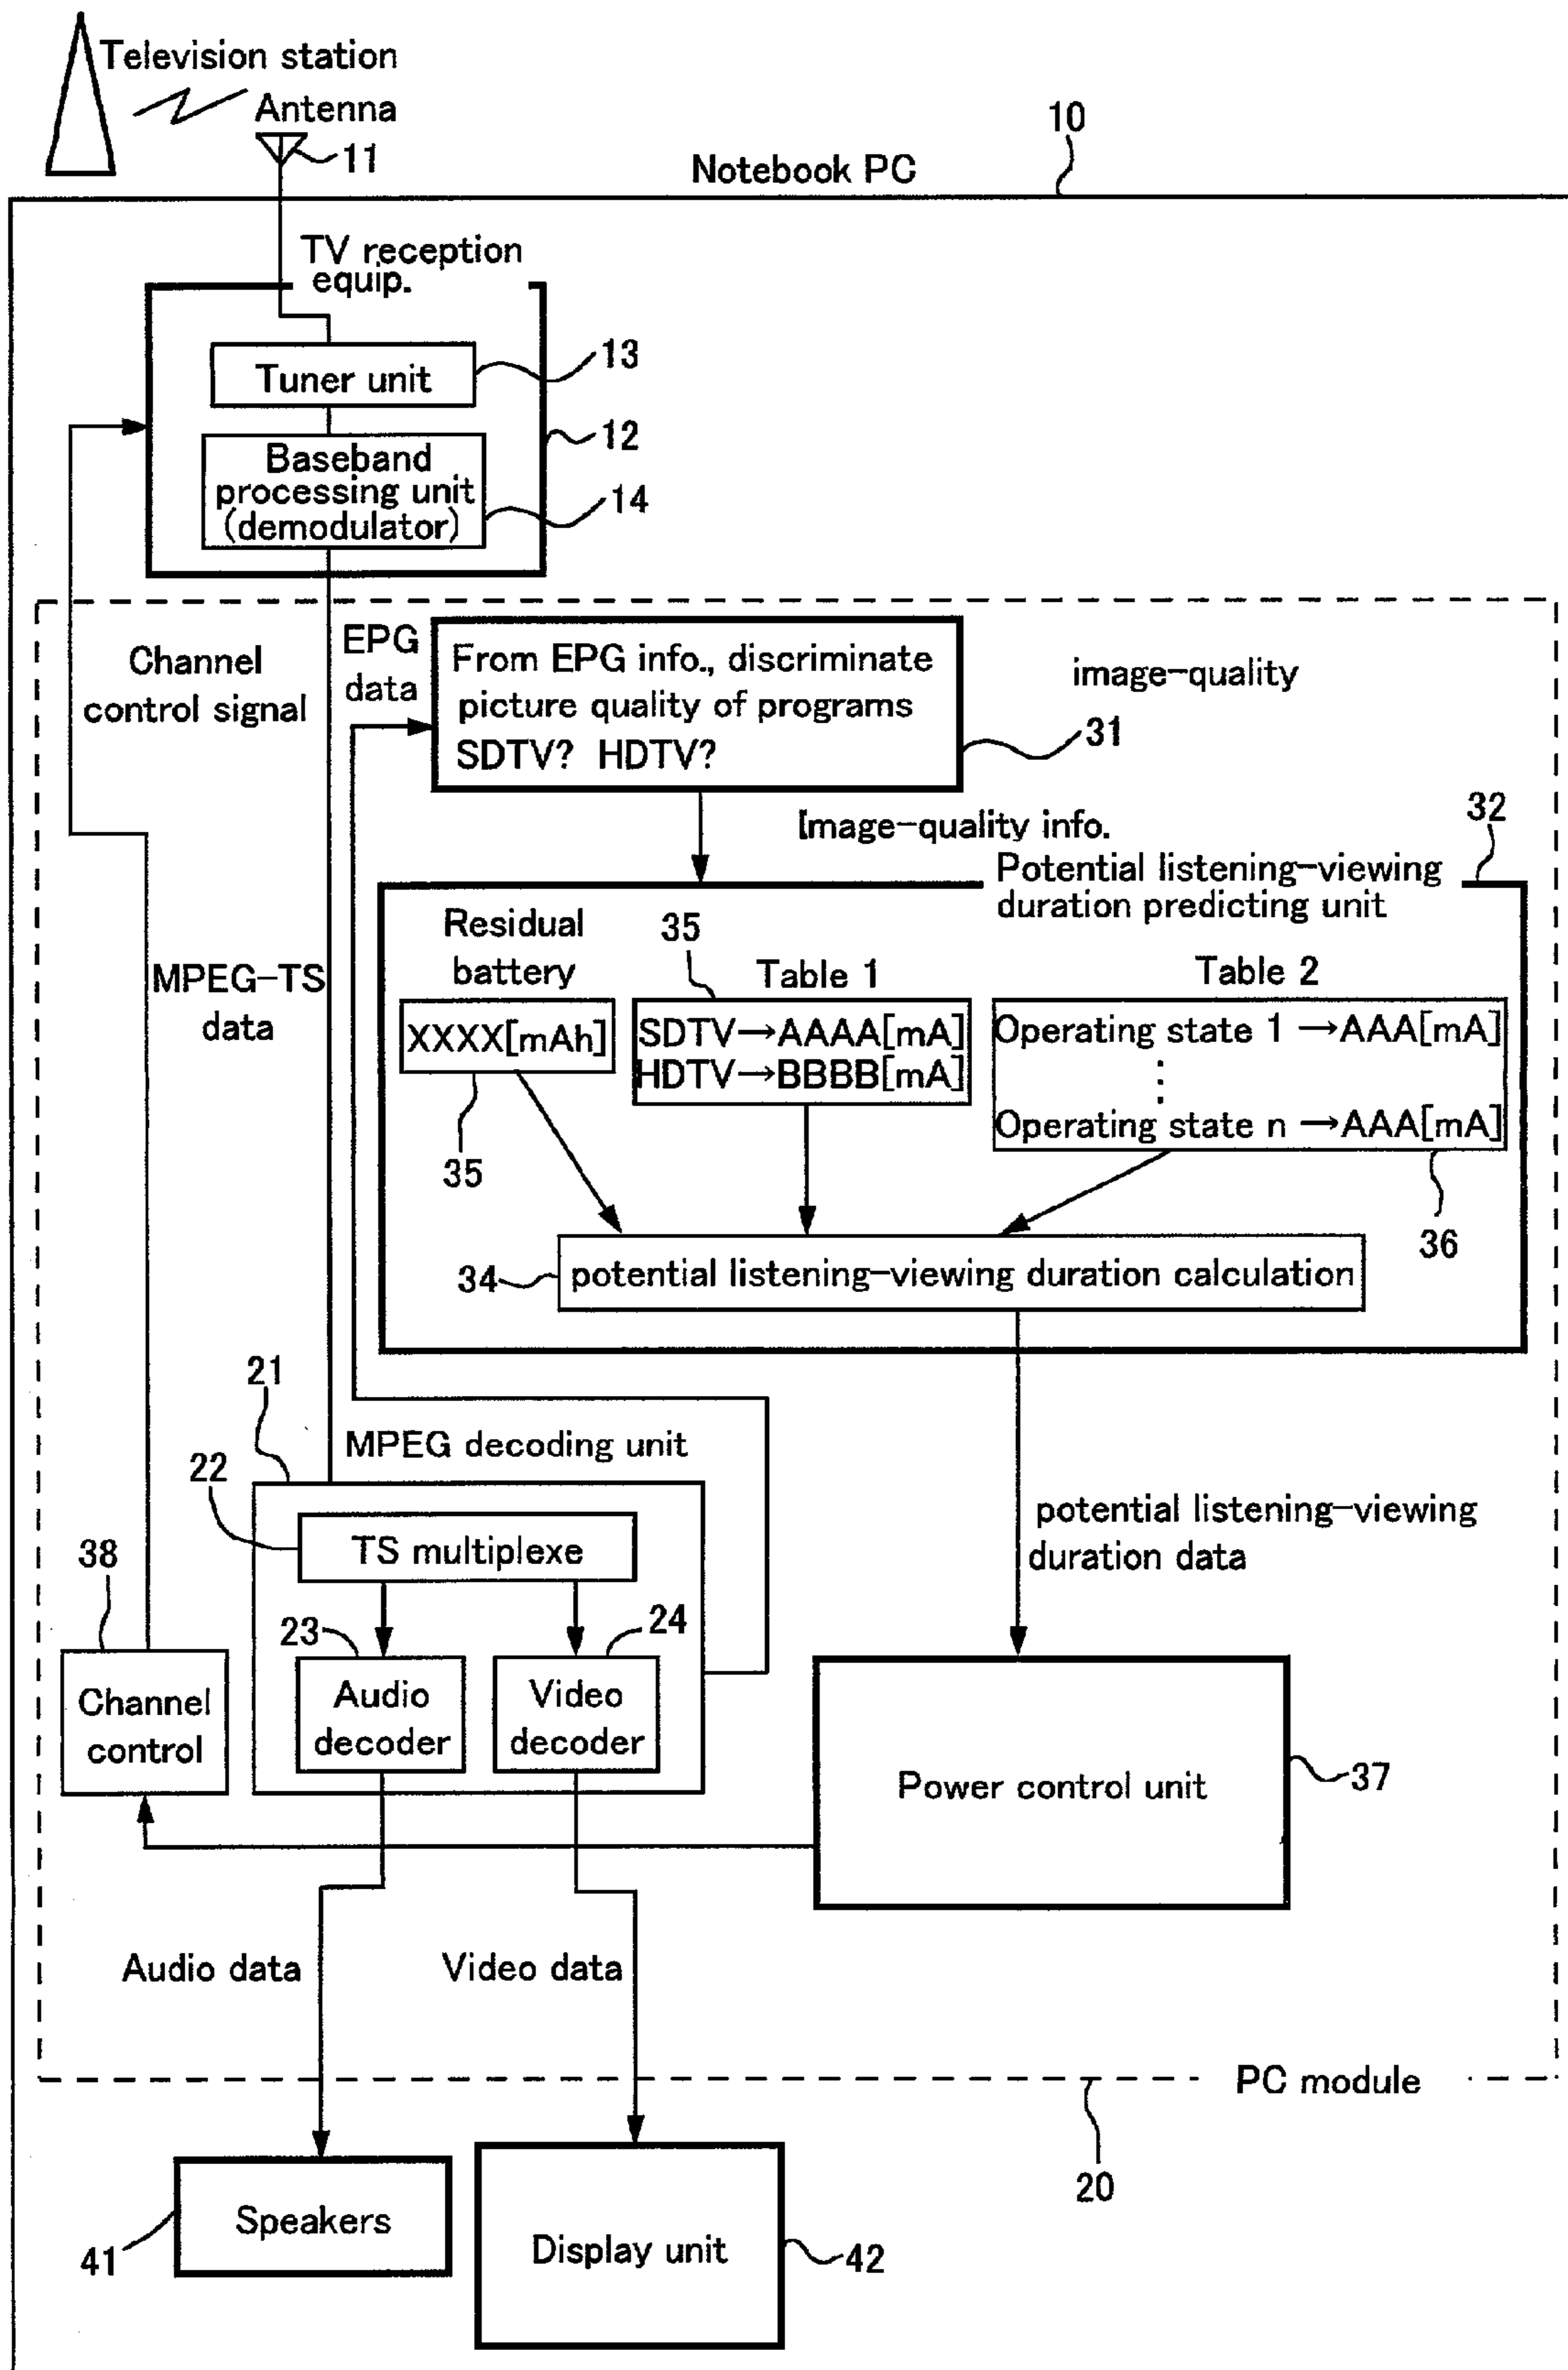 Television station
Antenna
11
10
Notebook PC
TV reception
equip.
13
Tuner unit
12
Baseband
processing unit
(demodulator)
14
EPG
data
From EPG info., discriminate
picture quality of programs
SDTV? HDTV?
image-quality
31
Channel
control signal
Image-quality info.
32
Potential listening-viewing
duration predicting unit
Residual
battery
35
Table 1
Table 2
MPEG-TS
data
XXXX[mAh]
SDTV→AAAA[mA]
HDTV→BBBB[mA]
Operating state 1 →AAA[mA]
⋮
Operating state n →AAA[mA]
35
36
34
potential listening-viewing duration calculation
21
MPEG decoding unit
22
TS multiplexe
potential listening-viewing
duration data
38
23
24
Channel
control
Audio
decoder
Video
decoder
Power control unit
37
Audio data
Video data
PC module
20
Speakers
41
Display unit
42